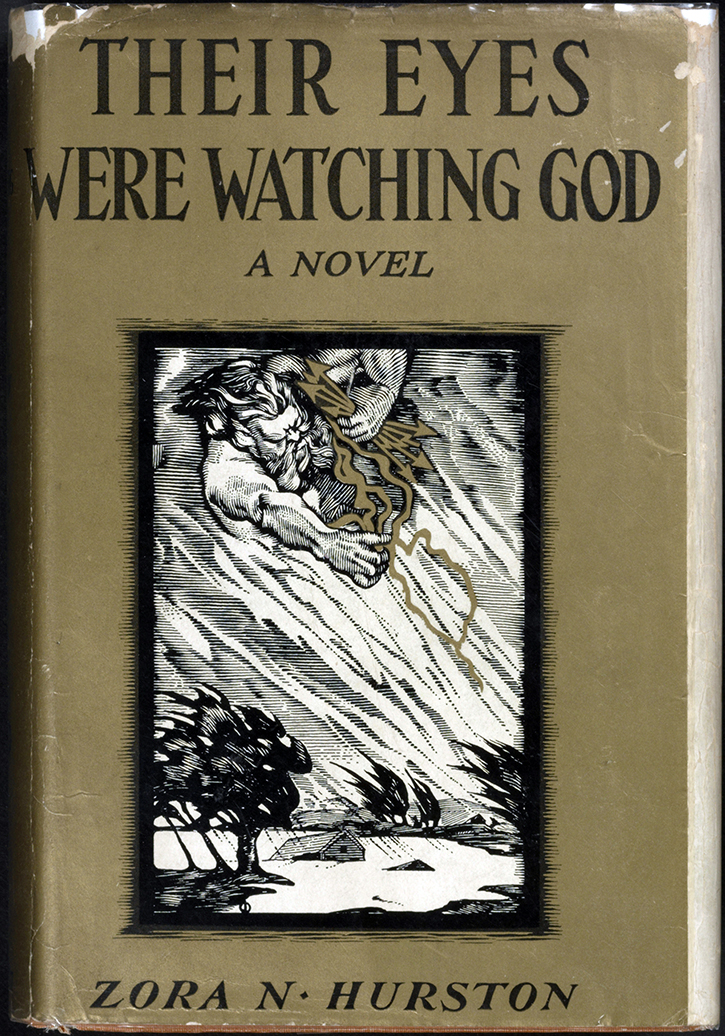 THEIR EYES
WERE WATCHING GOD
A NOVEL
ZORA N· HURSTON